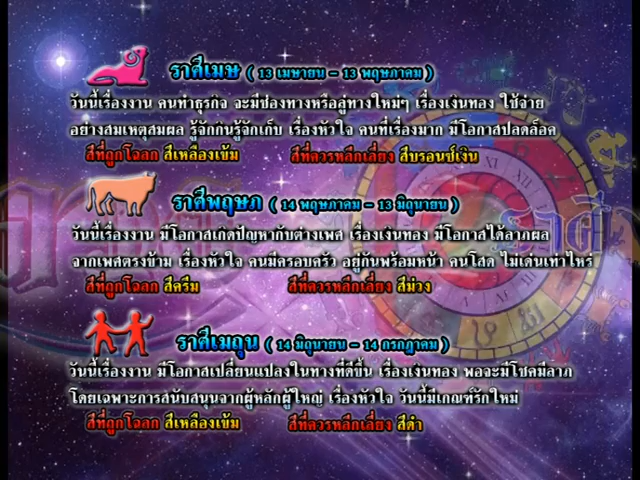 ราศีเมษ ( 13 เมษายน - 13 พฤษภาคม )
วันนี้เรื่องงาน คนทำธุรกิจ จะมีช่องทางหรือลู่ทางใหม่ๆ เรื่องเงินทอง ใช้จ่าย
อย่างสมเหตุสมผล รู้จักกินรู้จักเก็บ เรื่องหัวใจ คนที่เรื่องมาก มีโอกาสปลดล็อค
สีที่ถูกโฉลก สีเหลืองเข้ม สีที่ควรหลีกเลี่ยง สีบรอนซ์เงิน
ราศีพฤษภ ( 14 พฤษภาคม - 13 มิถุนายน )
วันนี้เรื่องงาน มีโอกาสเกิดปัญหากับต่างเพศ เรื่องเงินทอง มีโอกาสได้ลาภผล
จากเพศตรงข้าม เรื่องหัวใจ คนมีครอบครัว อยู่กันพร้อมหน้า คนโสด ไม่เด่นเท่าไหร่
สีที่ถูกโฉลก สีครีม สีที่ควรหลีกเลี่ยง สีม่วง
ราศีเมถุน ( 14 มิถุนายน - 14 กรกฎาคม )
วันนี้เรื่องงาน มีโอกาสเปลี่ยนแปลงในทางที่ดีขึ้น เรื่องเงินทอง พอจะมีโชคมีลาภ
โดยเฉพาะการสนับสนุนจากผู้หลักผู้ใหญ่ เรื่องหัวใจ วันนี้มีเกณฑ์รักใหม่
สีที่ถูกโฉลก สีเหลืองเข้ม สีที่ควรหลีกเลี่ยง สีดำ